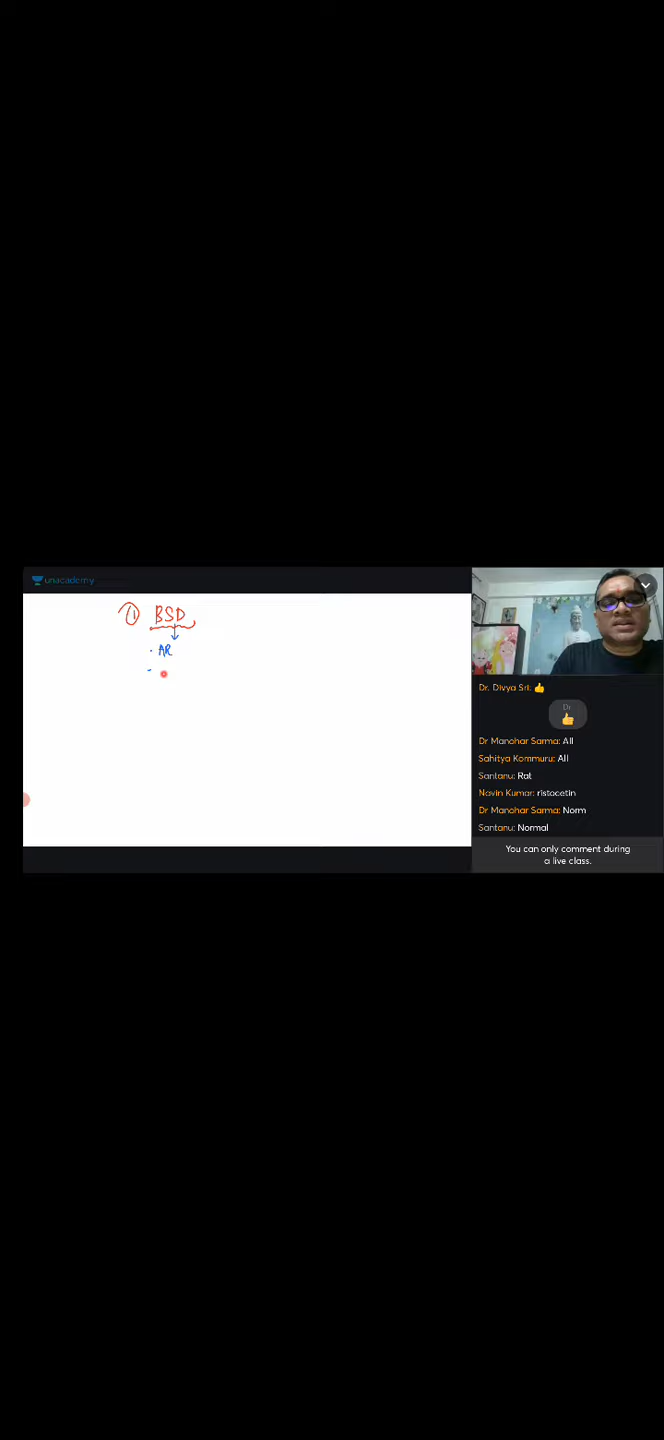 unacademy
① BSD
· AR
-
Dr. Divya Sri: 👍
Dr
👍
Dr Manohar Sarma: All
Sahitya Kommuru: All
Santanu: Rat
Navin Kumar: ristocetin
Dr Manohar Sarma: Norm
Santanu: Normal
You can only comment during
a live class.